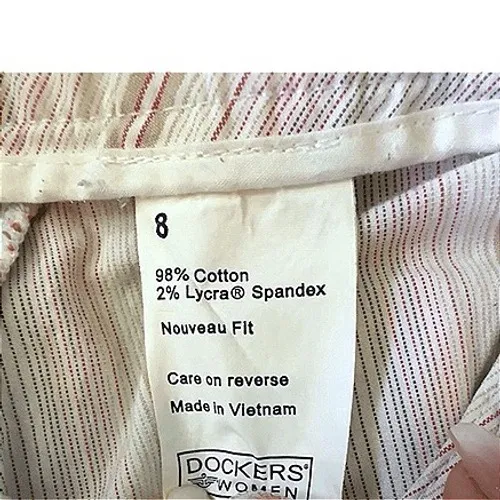 8
98% Cotton
2% Lycra® Spandex
Nouveau Fit
Care on reverse
Made in Vietnam
DOCKERS®
WOMEN